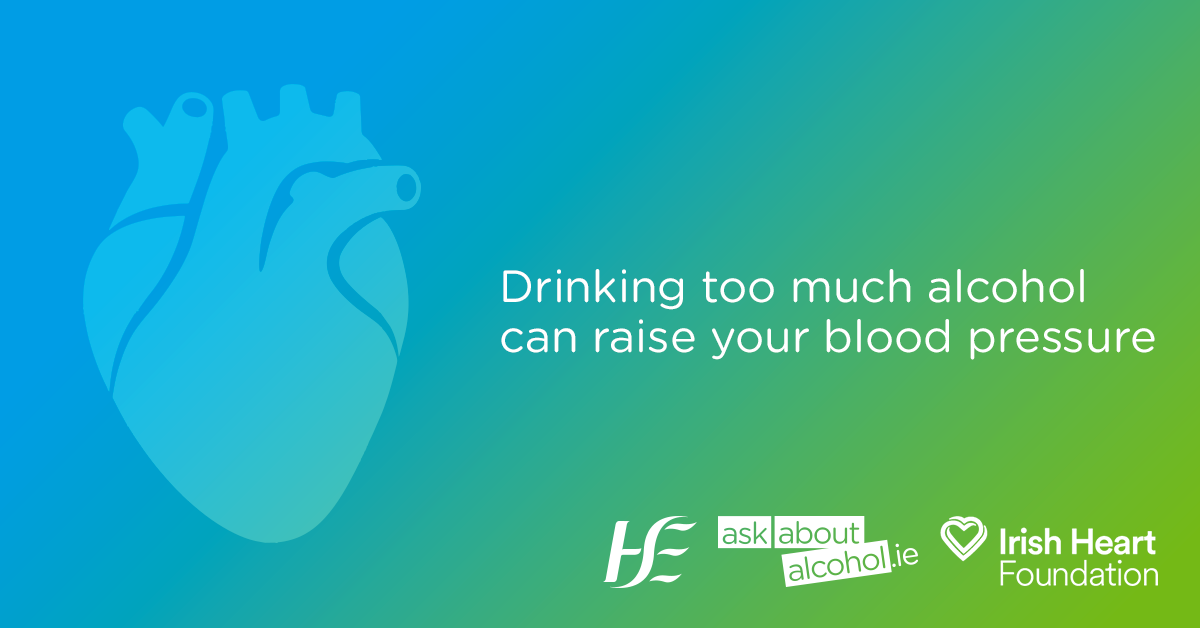 Drinking too much alcohol
can raise your blood pressure
HSE
ask about
alcohol.ie
Irish Heart
Foundation